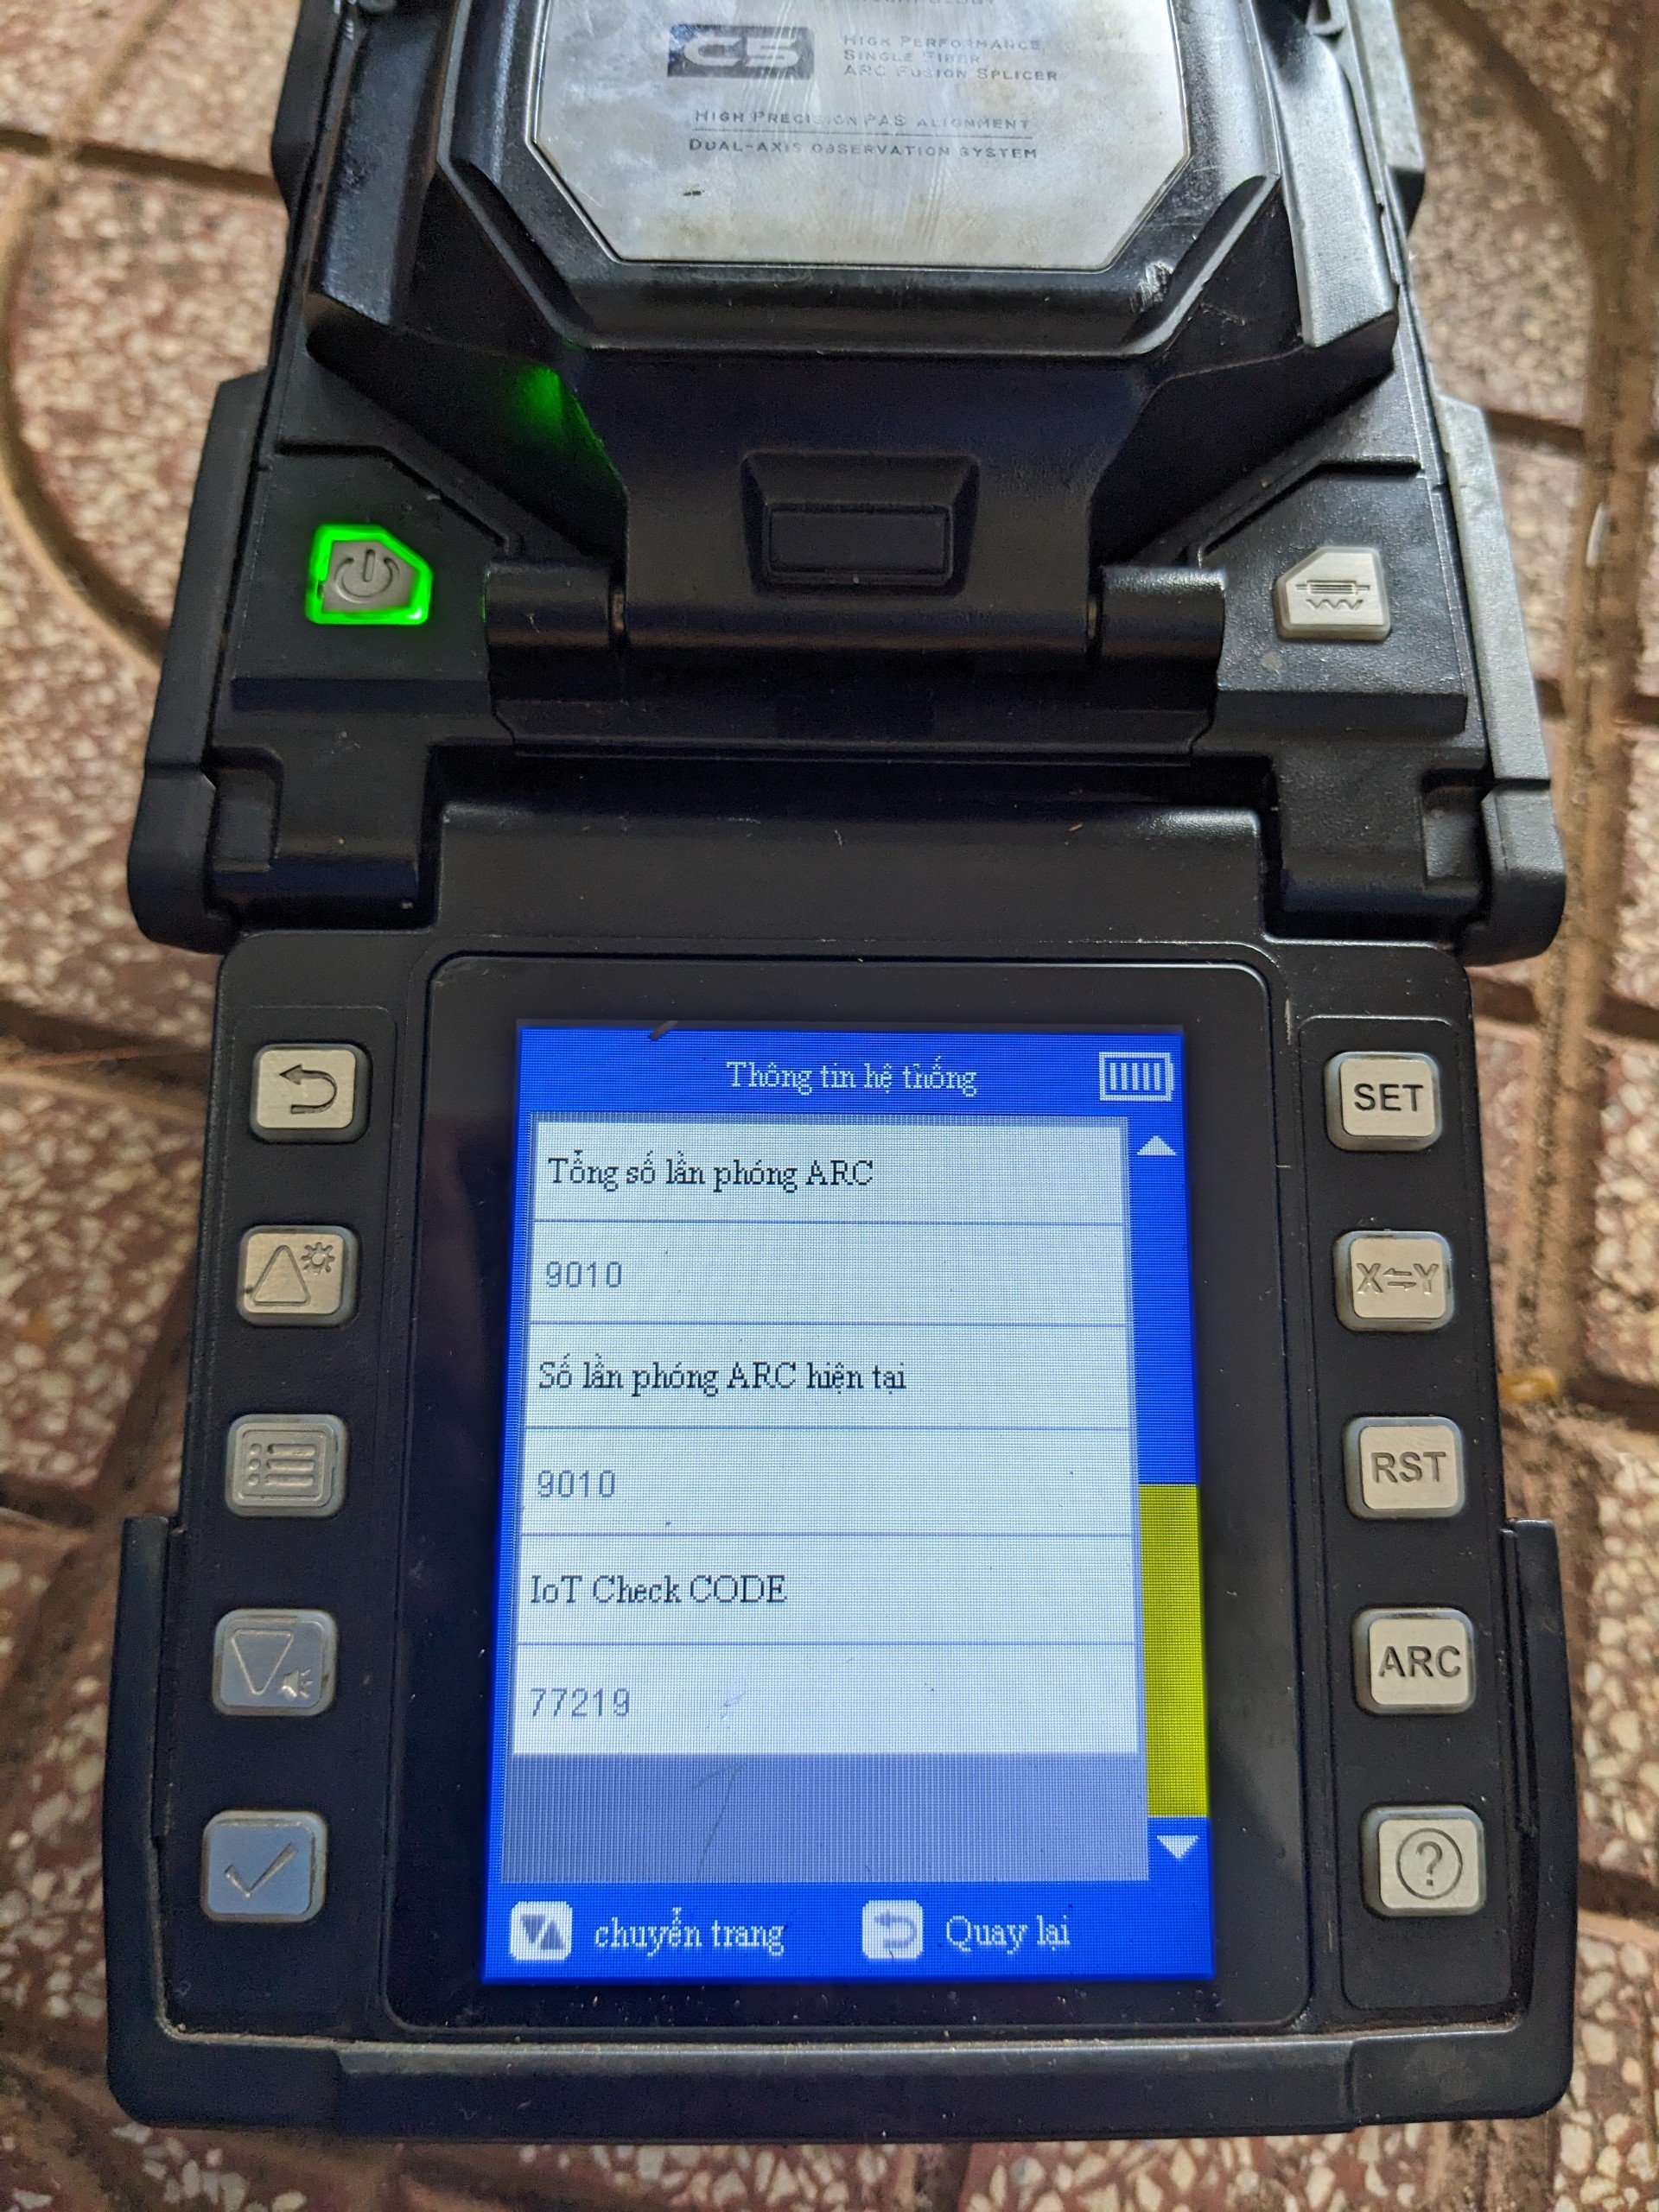 C5
HIGH PERFORMANCE
SINGLE FIBER
ARC FUSION SPLICER
HIGH PRECISION PAS ALIGNMENT
DUAL-AXIS OBSERVATION SYSTEM
Thông tin hệ thống
Tổng số lần phóng ARC
9010
Số lần phóng ARC hiện tại
9010
IoT Check CODE
77219
chuyển trang
Quay lại
SET
X⇆Y
RST
ARC
?